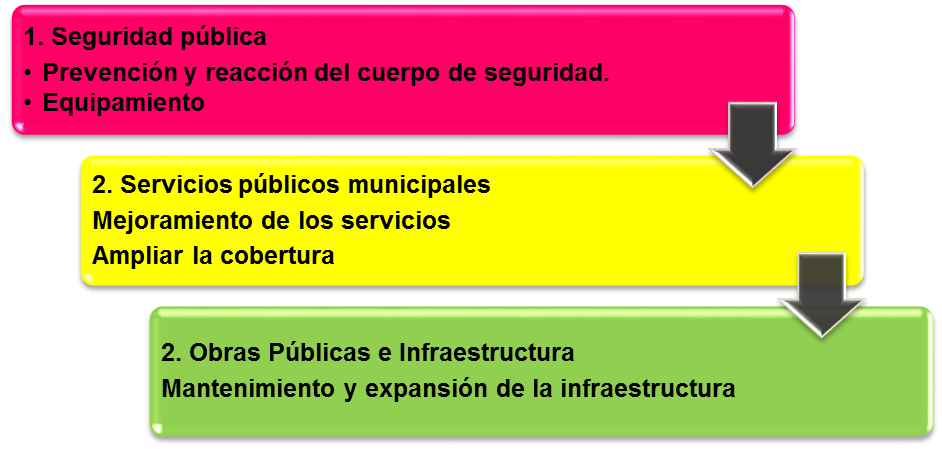 1. Seguridad pública
• Prevención y reacción del cuerpo de seguridad.
• Equipamiento
2. Servicios públicos municipales
Mejoramiento de los servicios
Ampliar la cobertura
2. Obras Públicas e Infraestructura
Mantenimiento y expansión de la infraestructura